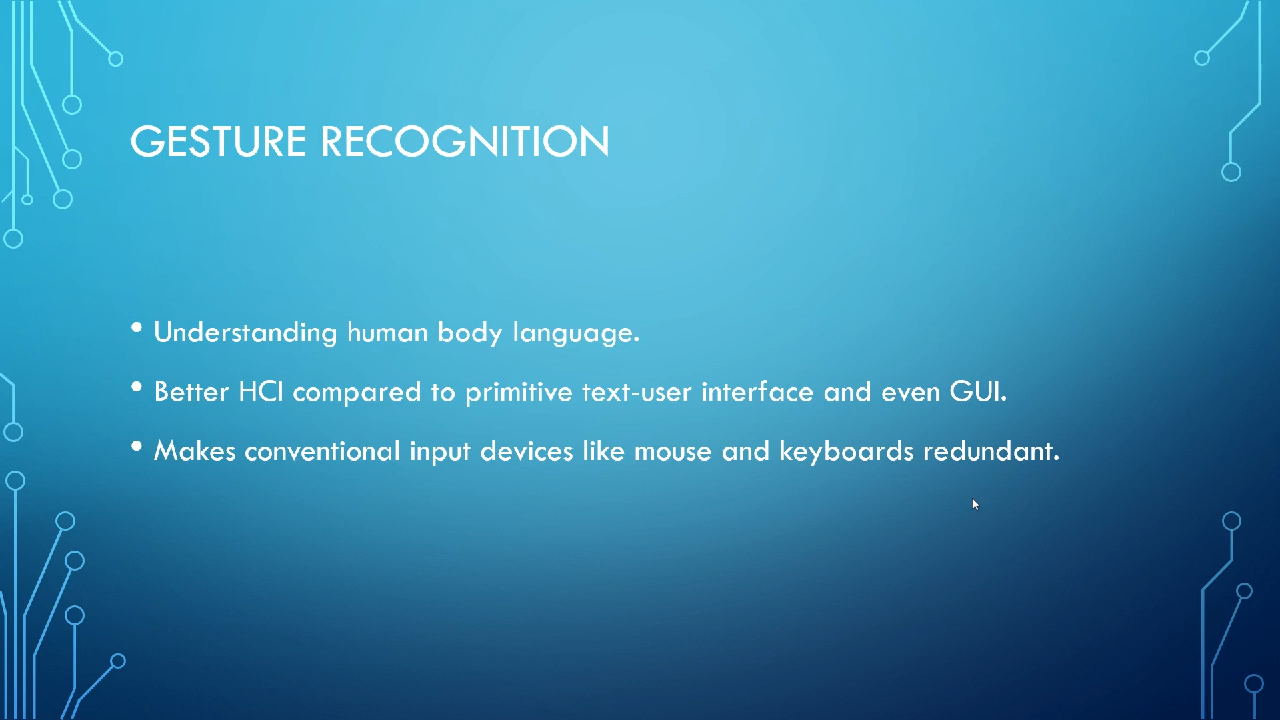 GESTURE RECOGNITION
• Understanding human body language.
• Better HCI compared to primitive text-user interface and even GUI.
• Makes conventional input devices like mouse and keyboards redundant.